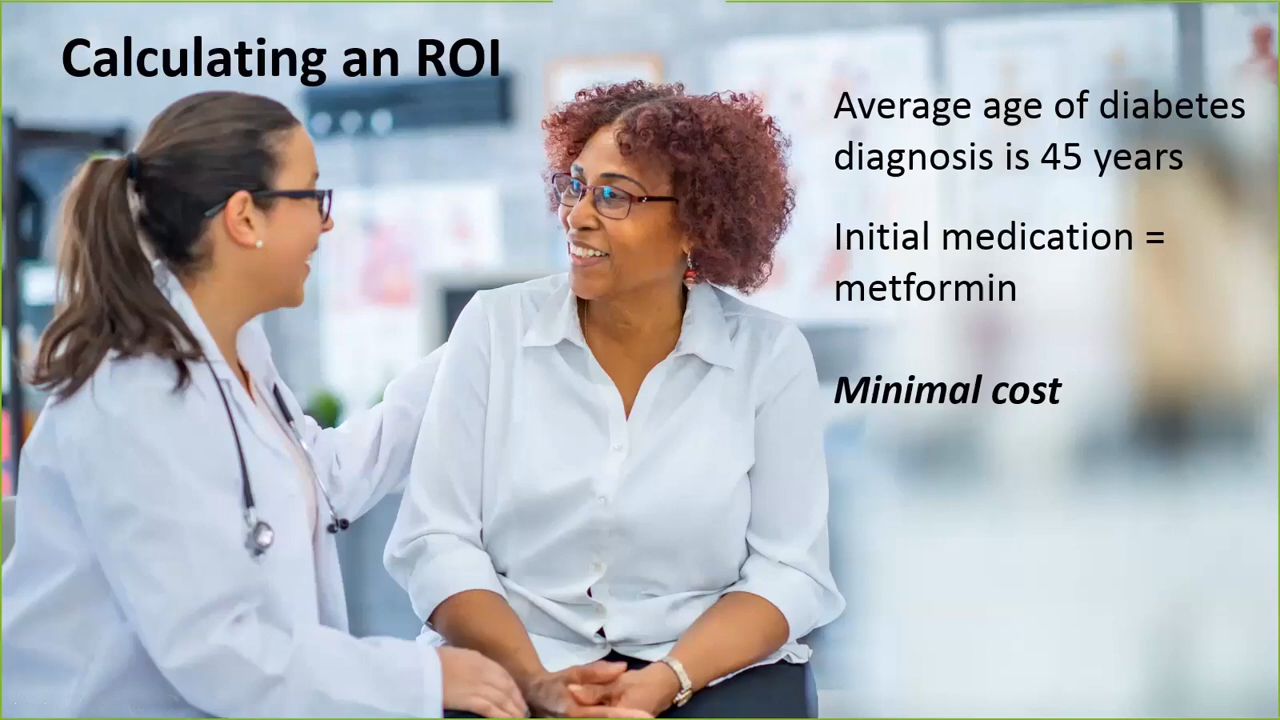 Calculating an ROI
Average age of diabetes
diagnosis is 45 years
Initial medication =
metformin
Minimal cost